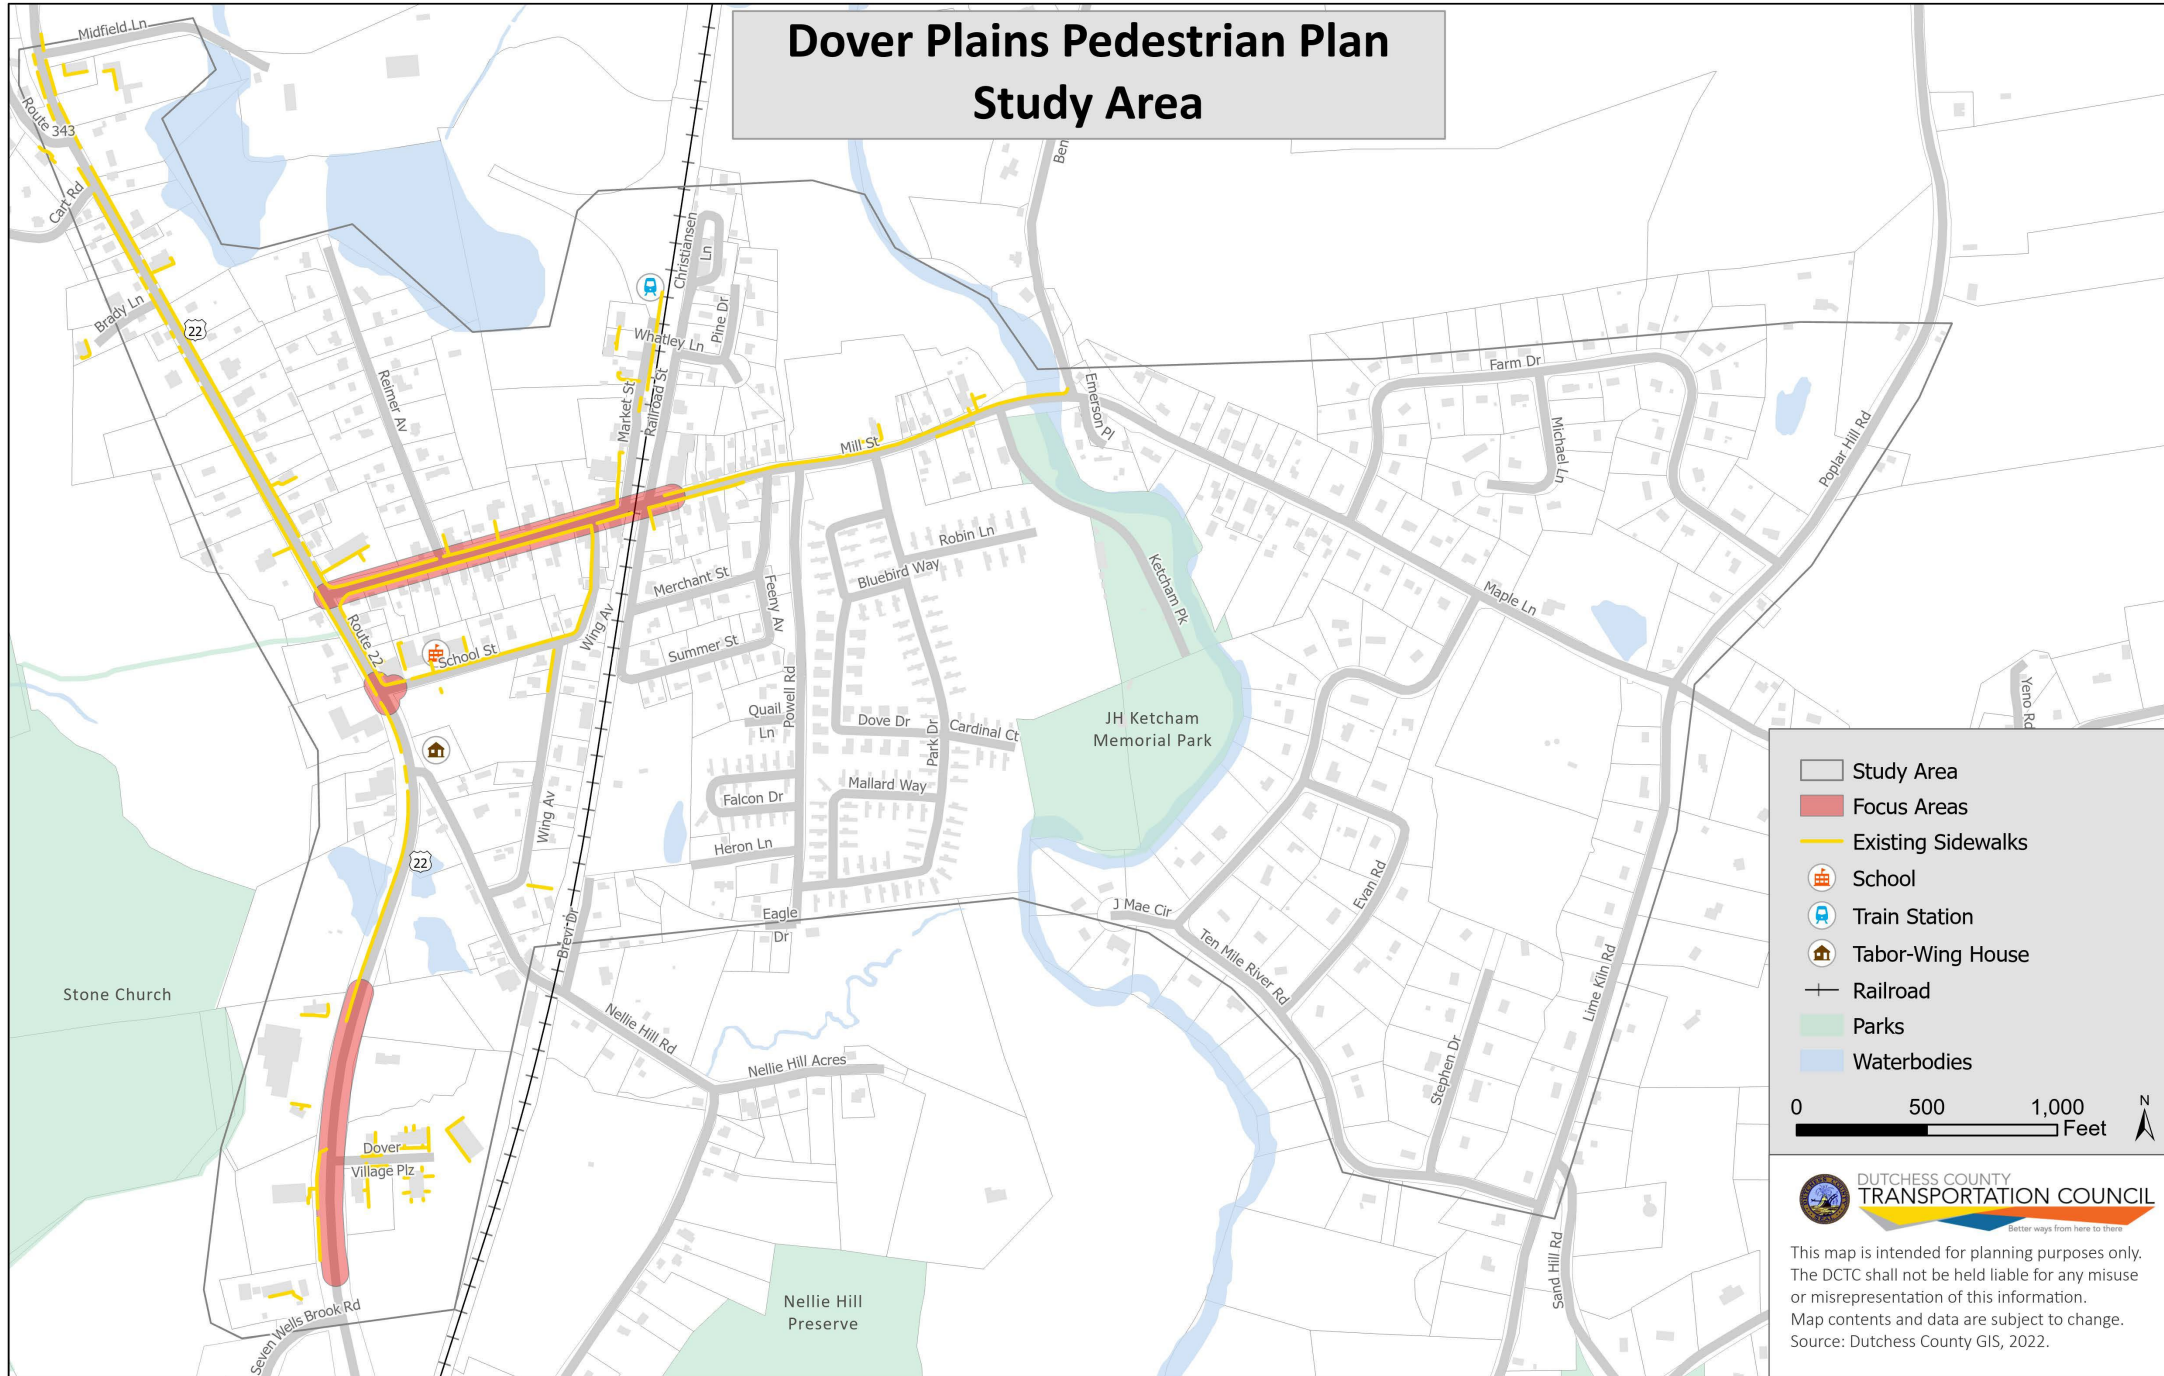 Dover Plains Pedestrian Plan
Study Area
Midfield Ln
Route 343
Cart Rd
Brady Ln
22
Reimer Av
Christiansen
Ln
Pine Dr
Whatley Ln
Market St
Railroad St
Ben
Emerson Pl
Mill St
Farm Dr
Michael Ln
Poplar Hill Rd
Robin Ln
Bluebird Way
Ketcham Pk
Maple Ln
Merchant St
Feeny Av
Summer St
Wing Av
Route 22
School St
Powell Rd
Quail
Ln
Dove Dr
Cardinal Ct
Park Dr
JH Ketcham
Memorial Park
Yeno Rd
Falcon Dr
Mallard Way
Wing Av
Heron Ln
22
Evan Rd
Eagle
Dr
J Mae Cir
Brevi Dr
Ten Mile River Rd
Lime Kiln Rd
Stone Church
Nellie Hill Rd
Nellie Hill Acres
Stephen Dr
Dover
Village Plz
Sand Hill Rd
Nellie Hill
Preserve
Seven Wells Brook Rd
Study Area
Focus Areas
Existing Sidewalks
School
Train Station
Tabor-Wing House
Railroad
Parks
Waterbodies
0 500 1,000
Feet
N
DUTCHESS COUNTY
TRANSPORTATION COUNCIL
Better ways from here to there
This map is intended for planning purposes only.
The DCTC shall not be held liable for any misuse
or misrepresentation of this information.
Map contents and data are subject to change.
Source: Dutchess County GIS, 2022.